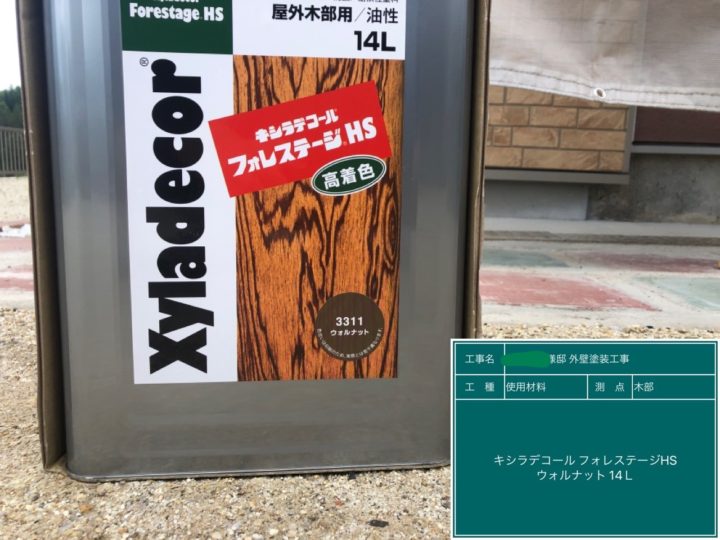 Forestage HS
屋外木部用/油性
14L
Xyladecor®
キシラデコール®
フォレステージHS
高着色
3311
ウォルナット
工事名 様邸 外壁塗装工事
工 種 使用材料 測 点 木部
キシラデコール フォレステージHS
ウォルナット 14L